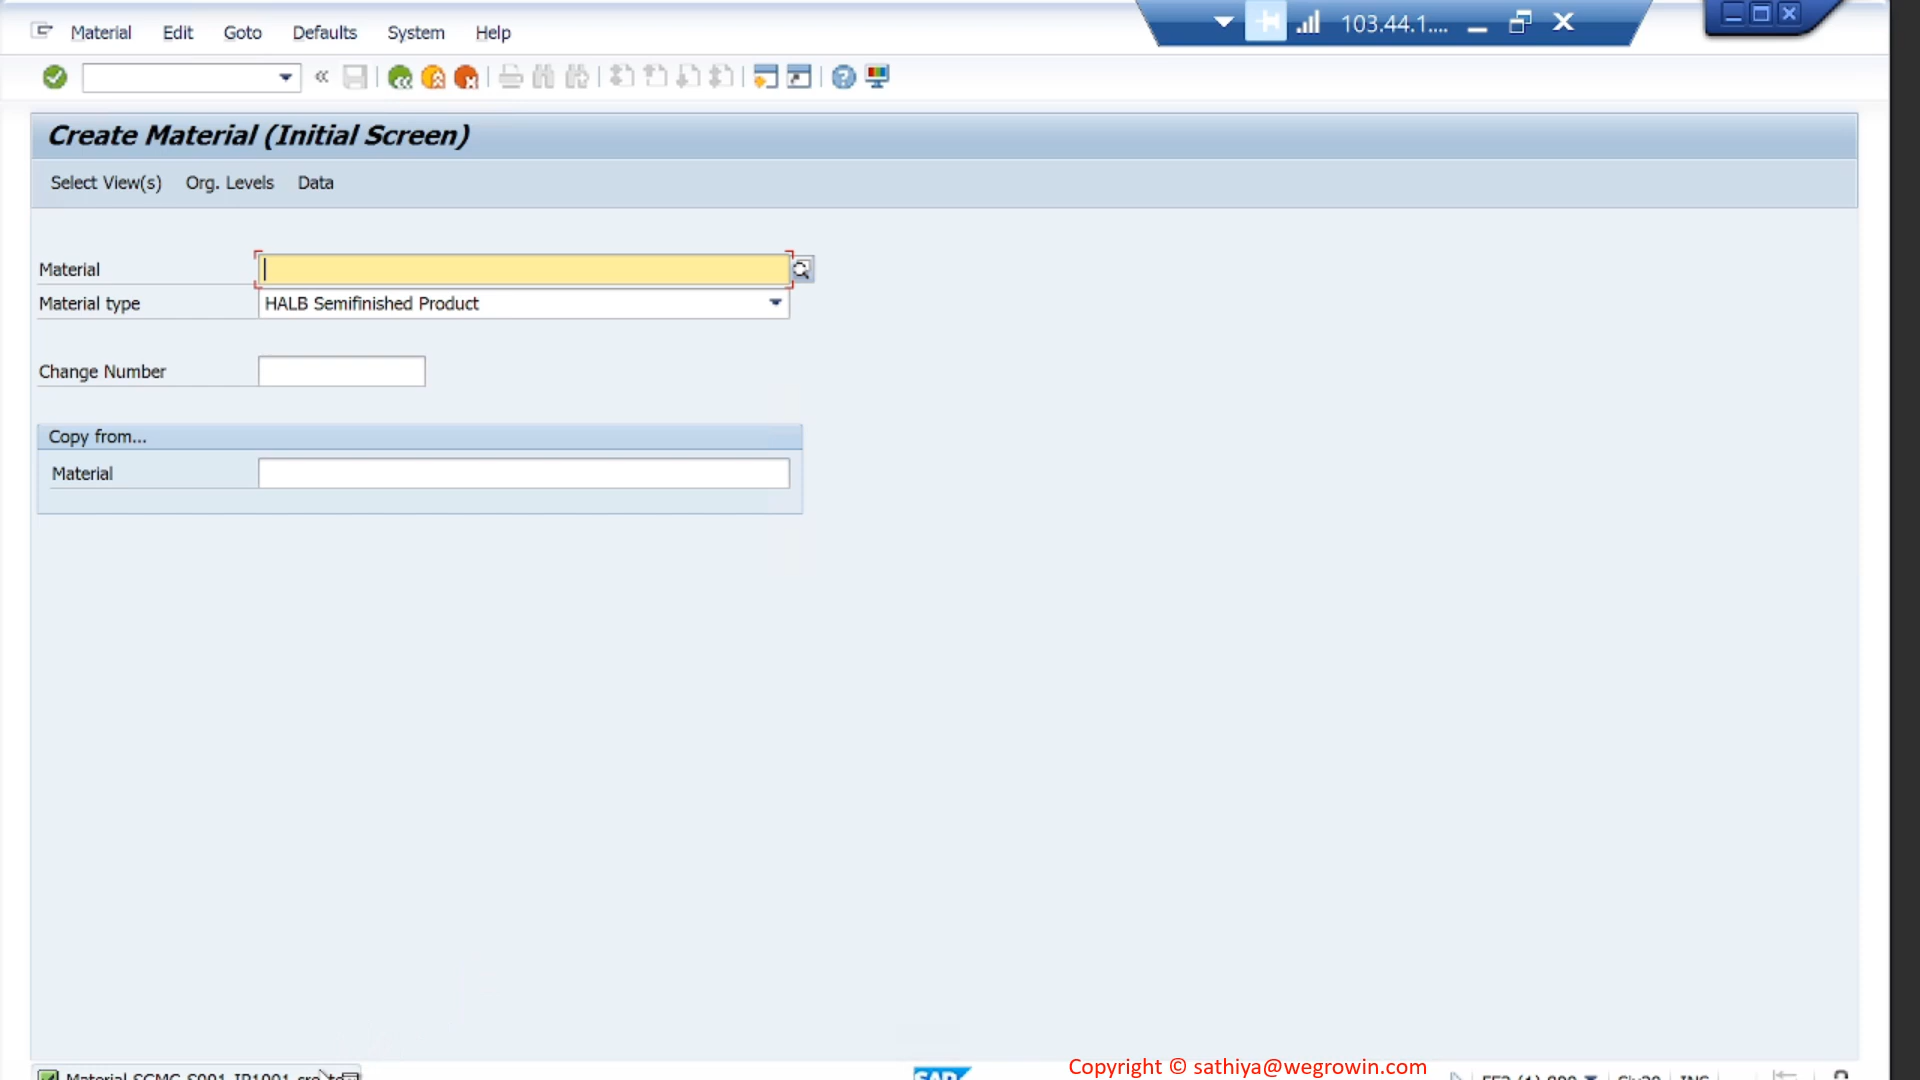 Material Edit Goto Defaults System Help
103.44.1....
Create Material (Initial Screen)
Select View(s) Org. Levels Data
Material
Material type HALB Semifinished Product
Change Number
Copy from...
Material
SAP
Copyright © sathiya@wegrowin.com